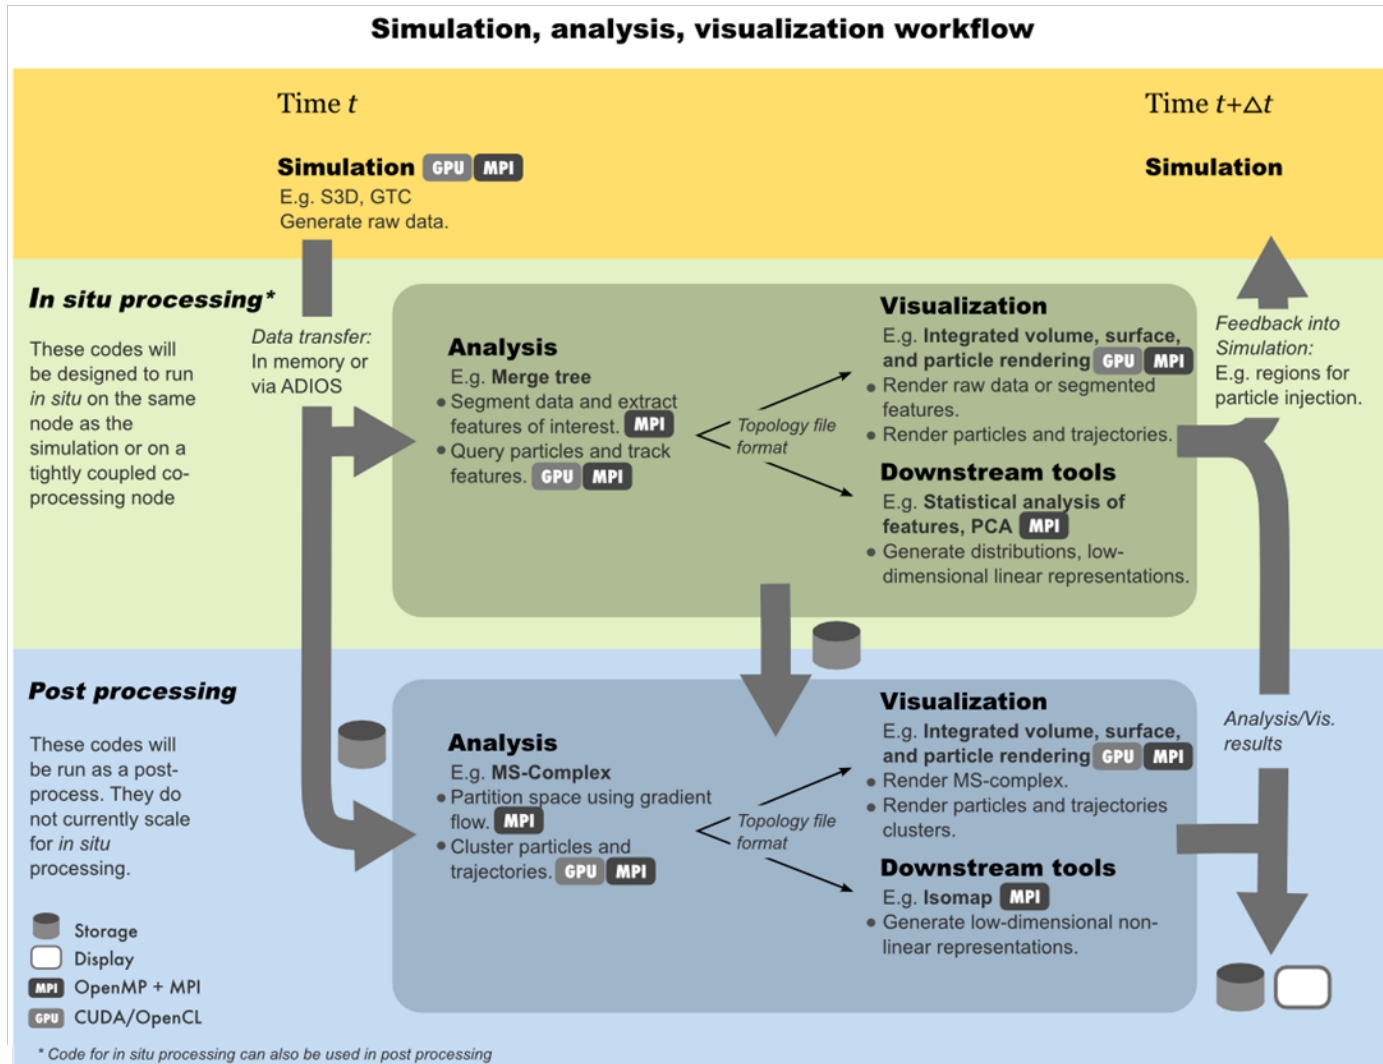 Simulation, analysis, visualization workflow
Time t
Time t+Δt
Simulation GPU MPI
E.g. S3D, GTC
Generate raw data.
Simulation
In situ processing*
These codes will
be designed to run
in situ on the same
node as the
simulation or on a
tightly coupled co-
processing node
Data transfer:
In memory or
via ADIOS
Analysis
E.g. Merge tree
• Segment data and extract
features of interest. MPI
• Query particles and track
features. GPU MPI
Topology file
format
Visualization
E.g. Integrated volume, surface,
and particle rendering GPU MPI
• Render raw data or segmented
features.
• Render particles and trajectories.
Downstream tools
E.g. Statistical analysis of
features, PCA MPI
• Generate distributions, low-
dimensional linear representations.
Feedback into
Simulation:
E.g. regions for
particle injection.
Post processing
These codes will
be run as a post-
process. They do
not currently scale
for in situ
processing.
Analysis
E.g. MS-Complex
• Partition space using gradient
flow. MPI
• Cluster particles and
trajectories. GPU MPI
Topology file
format
Visualization
E.g. Integrated volume, surface,
and particle rendering GPU MPI
• Render MS-complex.
• Render particles and trajectories
clusters.
Downstream tools
E.g. Isomap MPI
• Generate low-dimensional non-
linear representations.
Analysis/Vis.
results
Storage
Display
MPI OpenMP + MPI
GPU CUDA/OpenCL
* Code for in situ processing can also be used in post processing